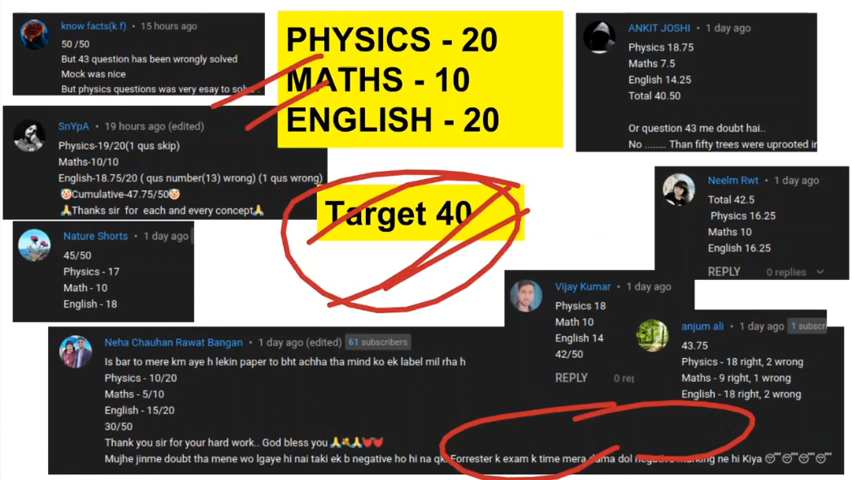 know facts(k.f) • 15 hours ago
50 /50
But 43 question has been wrongly solved
Mock was nice
But physics questions was very esay to
SnYpA • 19 hours ago (edited)
Physics-19/20(1 qus skip)
Maths-10/10
English-18.75/20 ( qus number(13) wrong) (1 qus wrong)
🤡Cumulative-47.75/50🤡
🙏Thanks sir for each and every concept🙏
Nature Shorts • 1 day ago
45/50
Physics - 17
Math - 10
English - 18
PHYSICS - 20
MATHS - 10
ENGLISH - 20
Target 40
ANKIT JOSHI • 1 day ago
Physics 18.75
Maths 7.5
English 14.25
Total 40.50
Or question 43 me doubt hai..
No ........ Than fifty trees were uprooted in
Neelm Rwt • 1 day ago
Total 42.5
Physics 16.25
Maths 10
English 16.25
REPLY 0 replies
Vijay Kumar • 1 day ago
Physics 18
Math 10
English 14
42/50
REPLY 0 rep
anjum ali • 1 day ago 1 subscr
43.75
Physics - 18 right, 2 wrong
Maths - 9 right, 1 wrong
English - 18 right, 2 wrong
Neha Chauhan Rawat Bangan • 1 day ago (edited) 61 subscribers
Is bar to mere km aye h lekin paper to bht achha tha mind ko ek label mil rha h
Physics - 10/20
Maths - 5/10
English - 15/20
30/50
Thank you sir for your hard work.. God bless you
Mujhe jinme doubt tha mene wo lgaye hi nai taki ek b negative ho hi na qki Forrester k exam k time mera dama dol negative marking ne hi Kiya 😴😴😴😴